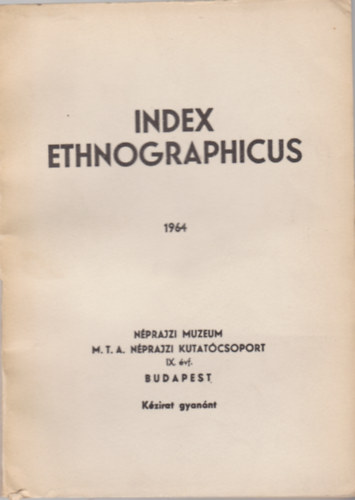 INDEX
ETHNOGRAPHICUS
1964
NÉPRAJZI MUZEUM
M. T. A. NÉPRAJZI KUTATÓCSOPORT
IX. évf.
BUDAPEST
Kézirat gyanánt